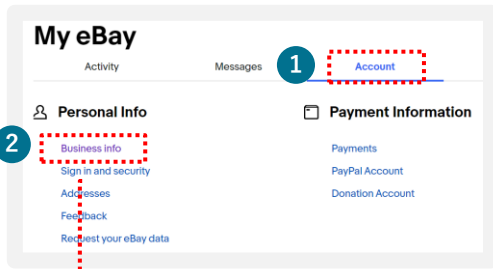 My eBay
Activity Messages 1 Account
Personal Info
2 Business info
Sign in and security
Addresses
Feedback
Request your eBay data
Payment Information
Payments
PayPal Account
Donation Account